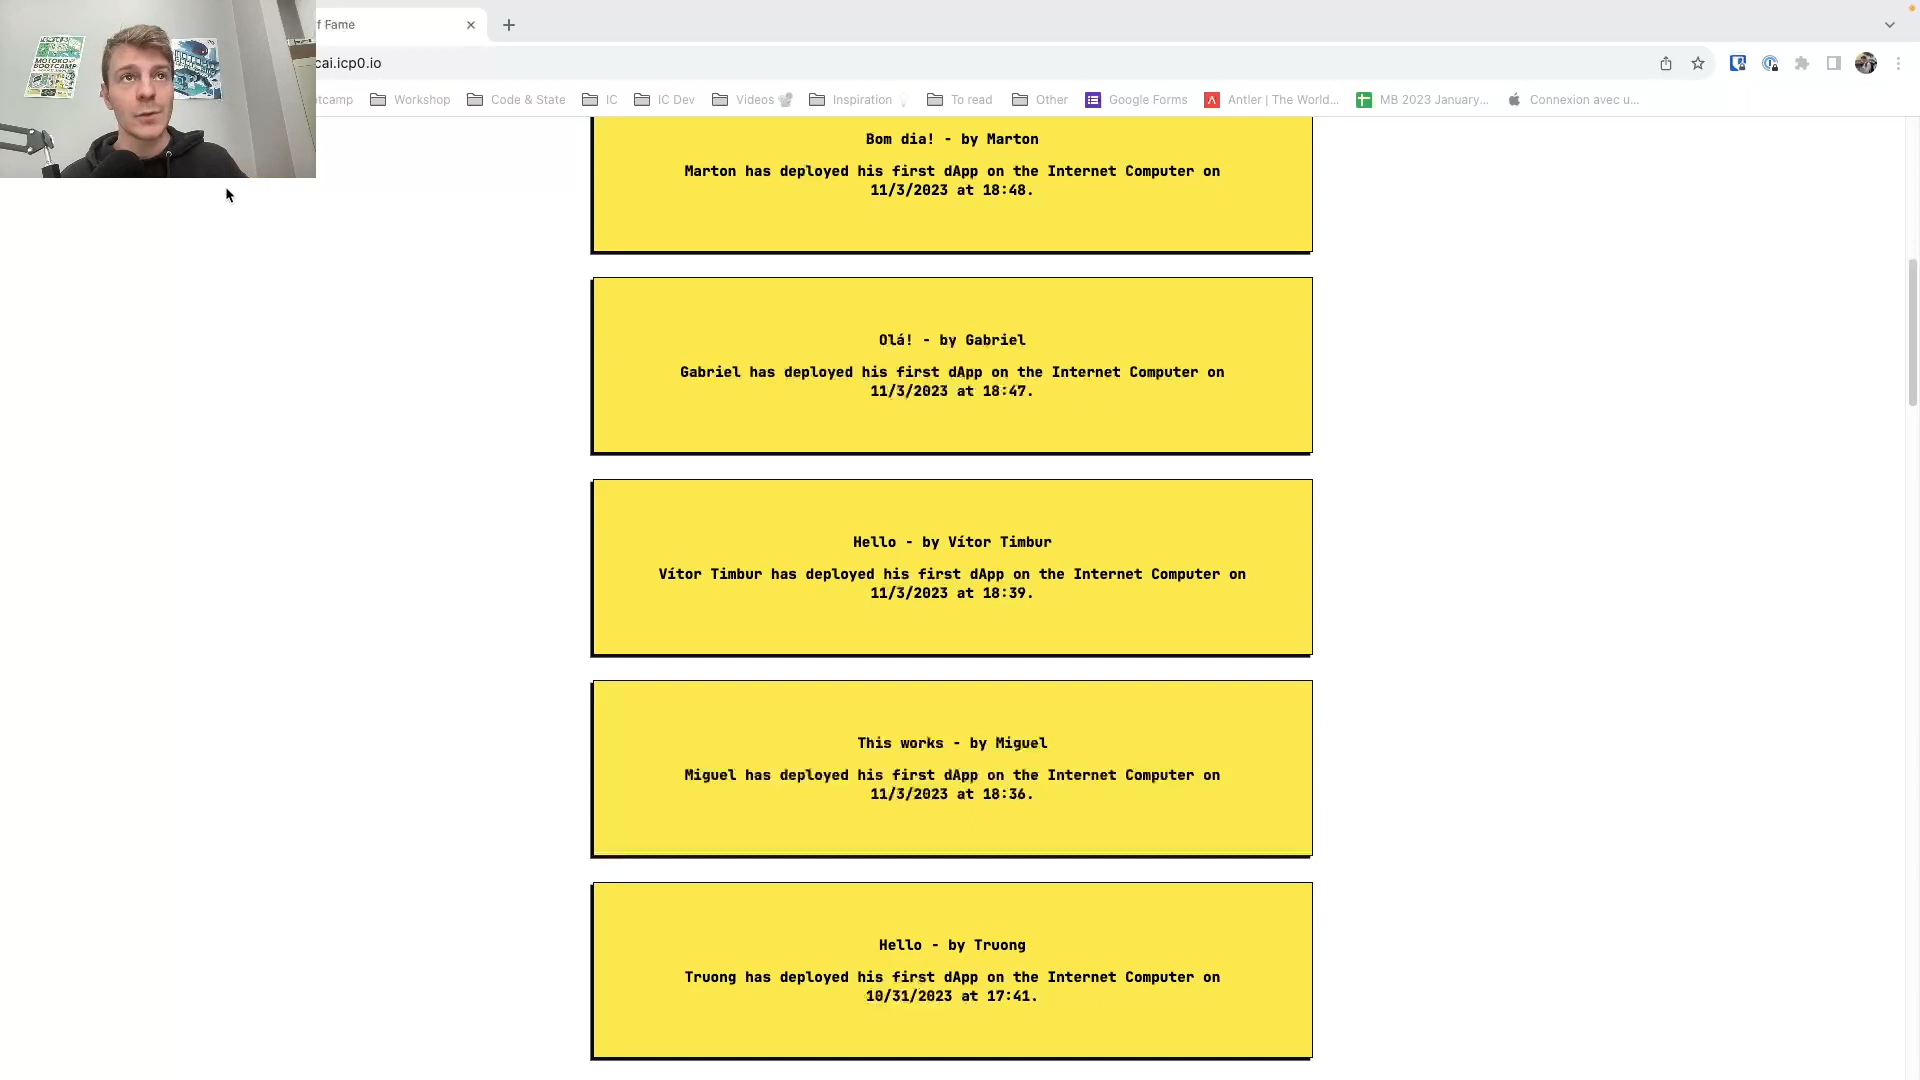 f Fame
cai.icp0.io
MOTOKO
BOOTCAMP
tcamp
Workshop
Code & State
IC
IC Dev
Videos
Inspiration
To read
Other
Google Forms
Antler | The World...
MB 2023 January...
Connexion avec u...
Bom dia! - by Marton
Marton has deployed his first dApp on the Internet Computer on
11/3/2023 at 18:48.
Olá! - by Gabriel
Gabriel has deployed his first dApp on the Internet Computer on
11/3/2023 at 18:47.
Hello - by Vítor Timbur
Vítor Timbur has deployed his first dApp on the Internet Computer on
11/3/2023 at 18:39.
This works - by Miguel
Miguel has deployed his first dApp on the Internet Computer on
11/3/2023 at 18:36.
Hello - by Truong
Truong has deployed his first dApp on the Internet Computer on
10/31/2023 at 17:41.